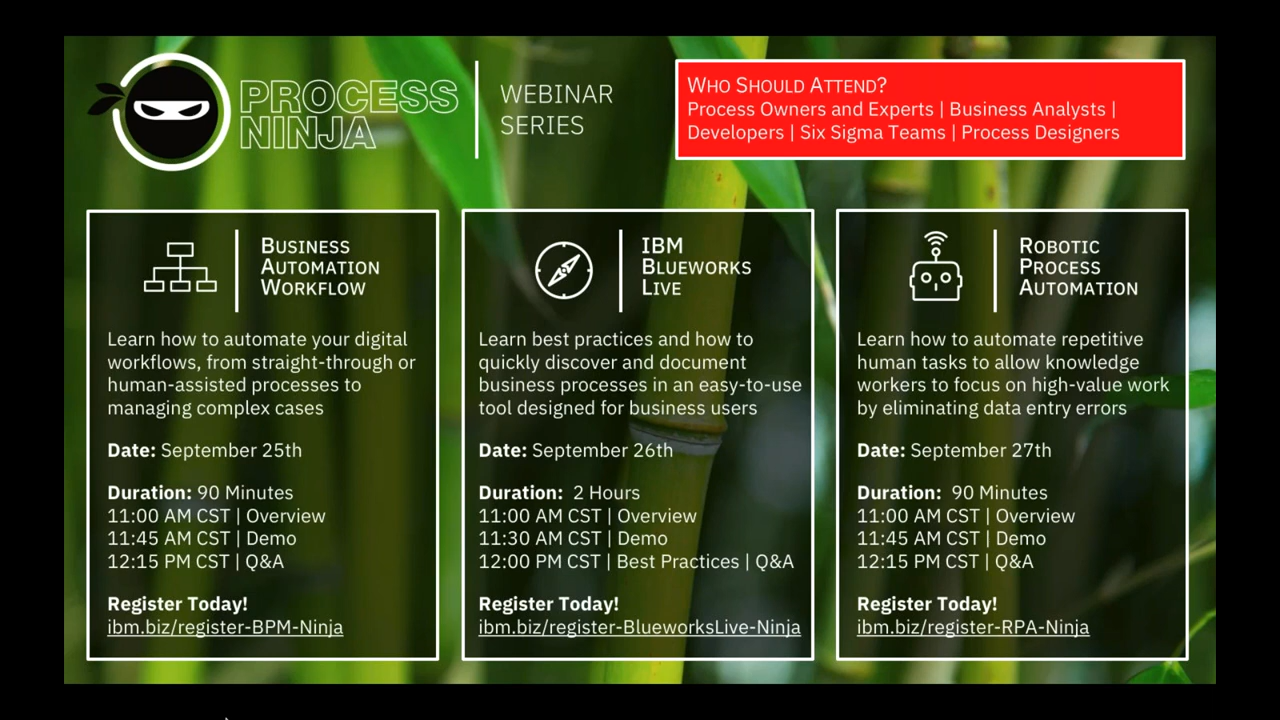 PROCESS
NINJA
WEBINAR
SERIES
WHO SHOULD ATTEND?
Process Owners and Experts | Business Analysts |
Developers | Six Sigma Teams | Process Designers
BUSINESS
AUTOMATION
WORKFLOW
Learn how to automate your digital
workflows, from straight-through or
human-assisted processes to
managing complex cases
Date: September 25th
Duration: 90 Minutes
11:00 AM CST | Overview
11:45 AM CST | Demo
12:15 PM CST | Q&A
Register Today!
ibm.biz/register-BPM-Ninja
IBM
BLUEWORKS
LIVE
Learn best practices and how to
quickly discover and document
business processes in an easy-to-use
tool designed for business users
Date: September 26th
Duration: 2 Hours
11:00 AM CST | Overview
11:30 AM CST | Demo
12:00 PM CST | Best Practices | Q&A
Register Today!
ibm.biz/register-BlueworksLive-Ninja
ROBOTIC
PROCESS
AUTOMATION
Learn how to automate repetitive
human tasks to allow knowledge
workers to focus on high-value work
by eliminating data entry errors
Date: September 27th
Duration: 90 Minutes
11:00 AM CST | Overview
11:45 AM CST | Demo
12:15 PM CST | Q&A
Register Today!
ibm.biz/register-RPA-Ninja